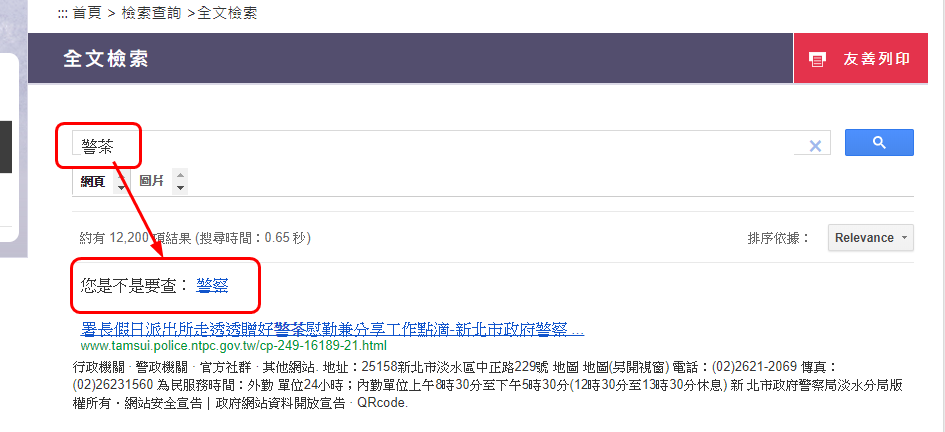 ::: 首頁 > 檢索查詢 >全文檢索
全文檢索
友善列印
警茶
網頁
圖片
約有 12,200 項結果 (搜尋時間：0.65 秒)
排序依據：
Relevance
您是不是要查： 警察
署長假日派出所走透透贈好警茶慰勤兼分享工作點滴-新北市政府警察 ...
www.tamsui.police.ntpc.gov.tw/cp-249-16189-21.html
行政機關 · 警政機關 · 官方社群 · 其他網站. 地址：25158新北市淡水區中正路229號 地圖 地圖(另開視窗) 電話：(02)2621-2069 傳真：
(02)26231560 為民服務時間：外勤 單位24小時；內勤單位上午8時30分至下午5時30分(12時30分至13時30分休息) 新 北市政府警察局淡水分局版
權所有‧網站安全宣告｜政府網站資料開放宣告 · QRcode.